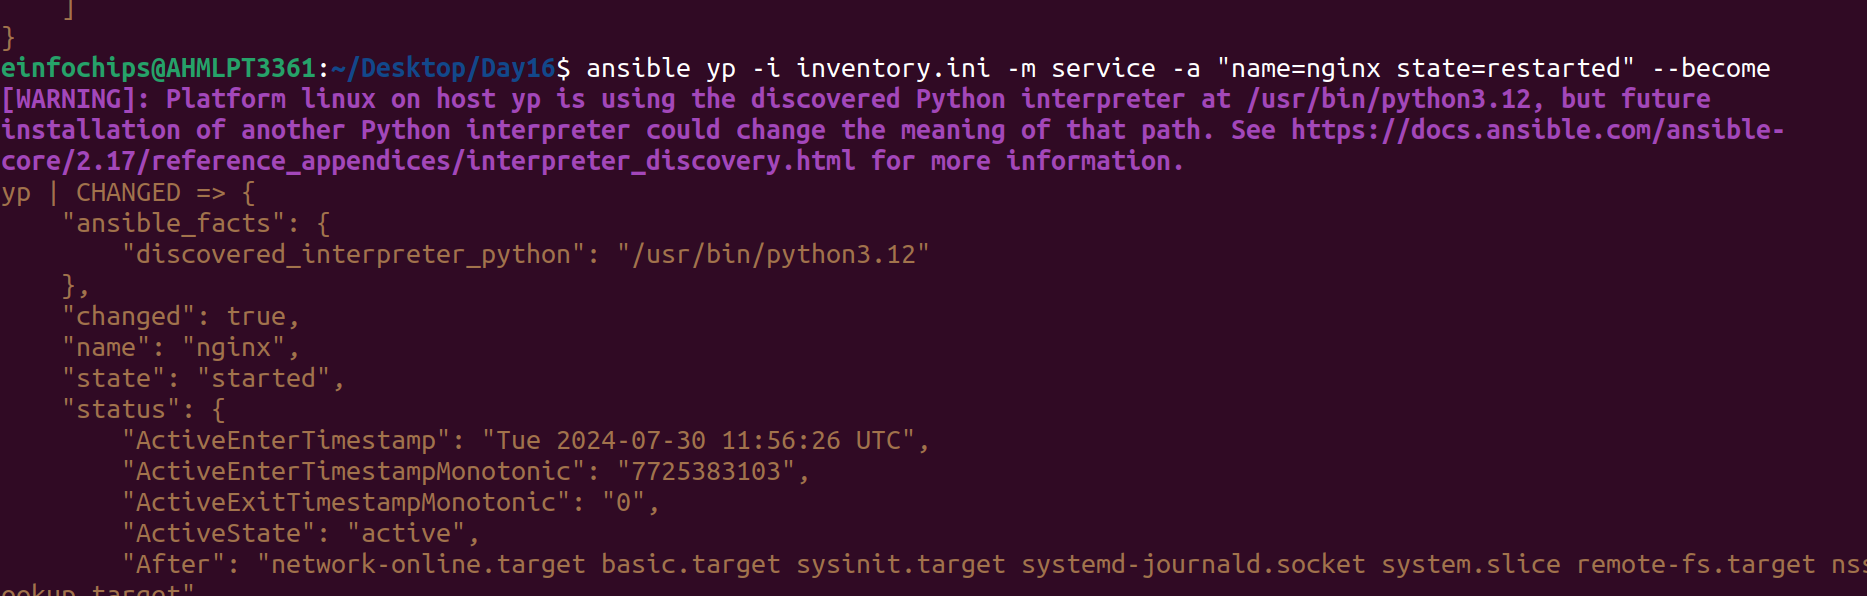 ]
}
einfochips@AHMLPT3361:~/Desktop/Day16$ ansible yp -i inventory.ini -m service -a "name=nginx state=restarted" --become
[WARNING]: Platform linux on host yp is using the discovered Python interpreter at /usr/bin/python3.12, but future
installation of another Python interpreter could change the meaning of that path. See https://docs.ansible.com/ansible-
core/2.17/reference_appendices/interpreter_discovery.html for more information.
yp | CHANGED => {
"ansible_facts": {
"discovered_interpreter_python": "/usr/bin/python3.12"
},
"changed": true,
"name": "nginx",
"state": "started",
"status": {
"ActiveEnterTimestamp": "Tue 2024-07-30 11:56:26 UTC",
"ActiveEnterTimestampMonotonic": "7725383103",
"ActiveExitTimestampMonotonic": "0",
"ActiveState": "active",
"After": "network-online.target basic.target sysinit.target systemd-journald.socket system.slice remote-fs.target nss
ookup.target"